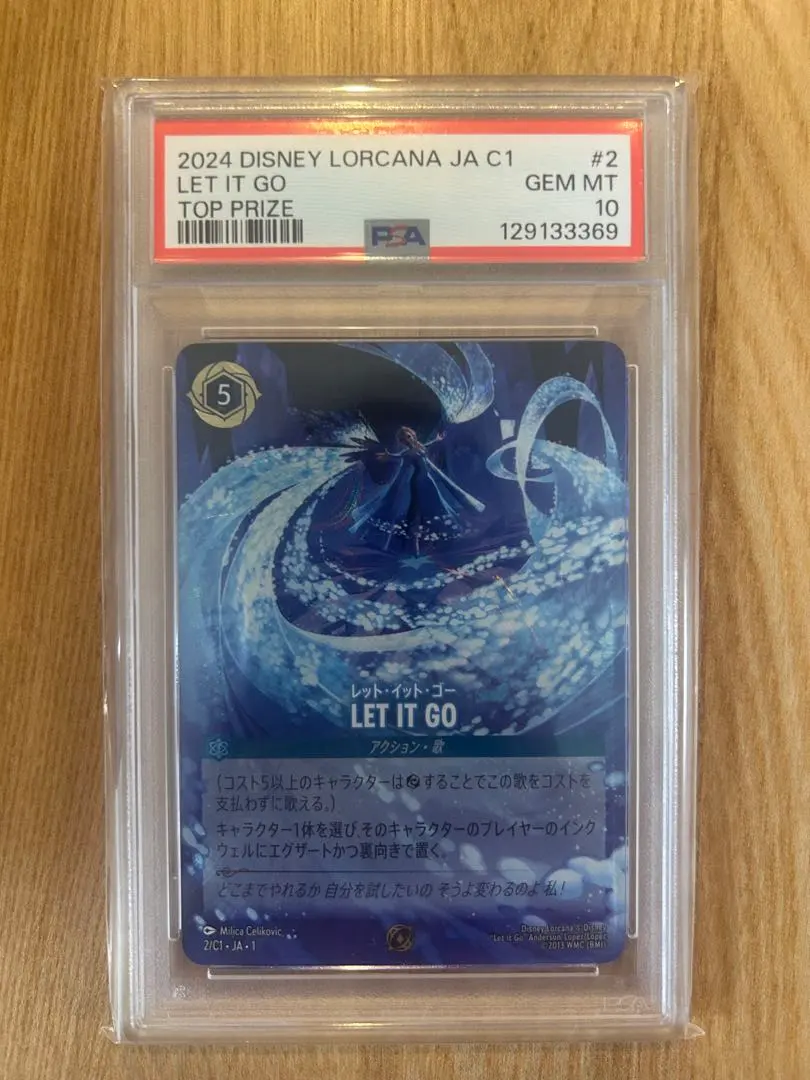 2024 DISNEY LORCANA JA C1 #2
LET IT GO GEM MT
TOP PRIZE 10
PSA 129133369
5
レット・イット・ゴー
LET IT GO
アクション・歌
(コスト5以上のキャラクターはすることでこの歌をコストを
支払わずに歌える。)
キャラクター1体を選び、そのキャラクターのプレイヤーのインク
ウェルにエグザートかつ裏向きで置く。
どこまでやれるか 自分を試したいの そうよ変わるのよ 私!
Milica Celikovic
2/C1・JA・1
Disney Lorcana © Disney
"Let it Go" Anderson-Lopez/Lopez
©2013 WMC (BMI)